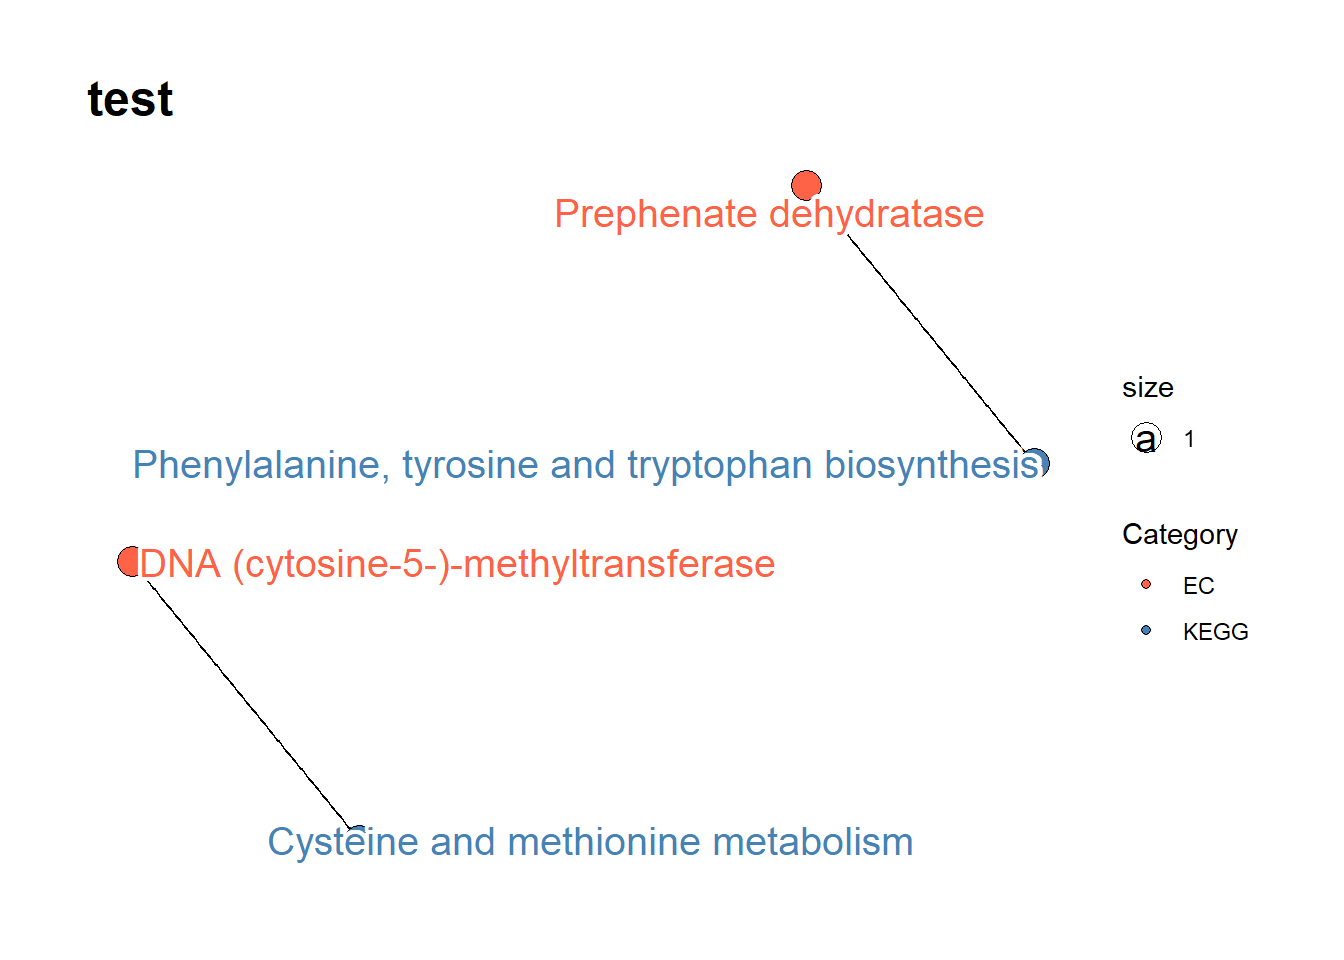 test
Prephenate dehydratase
size
a 1
Phenylalanine, tyrosine and tryptophan biosynthesis
Category
DNA (cytosine-5-)-methyltransferase
EC
KEGG
Cysteine and methionine metabolism